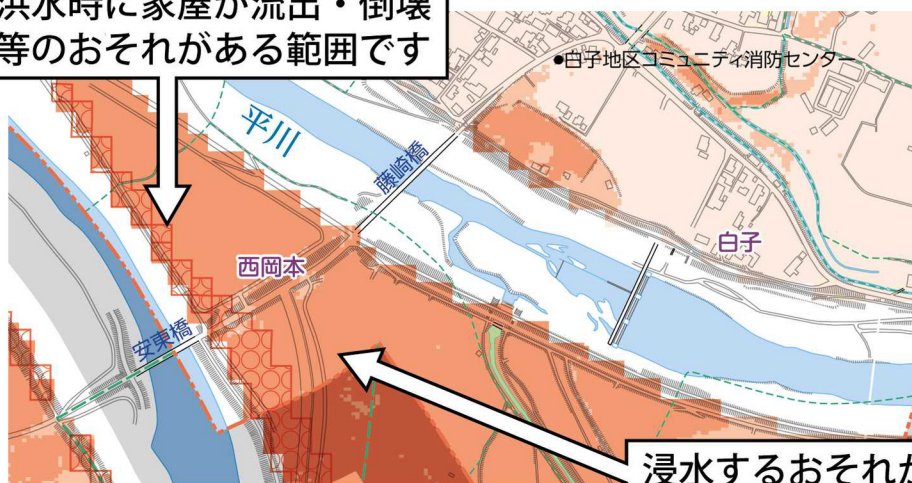 洪水時に家屋が流出・倒壊
等のおそれがある範囲です
●白子地区コミュニティ消防センター
平川
藤崎橋
白子
西岡本
安東橋
浸水するおそれが